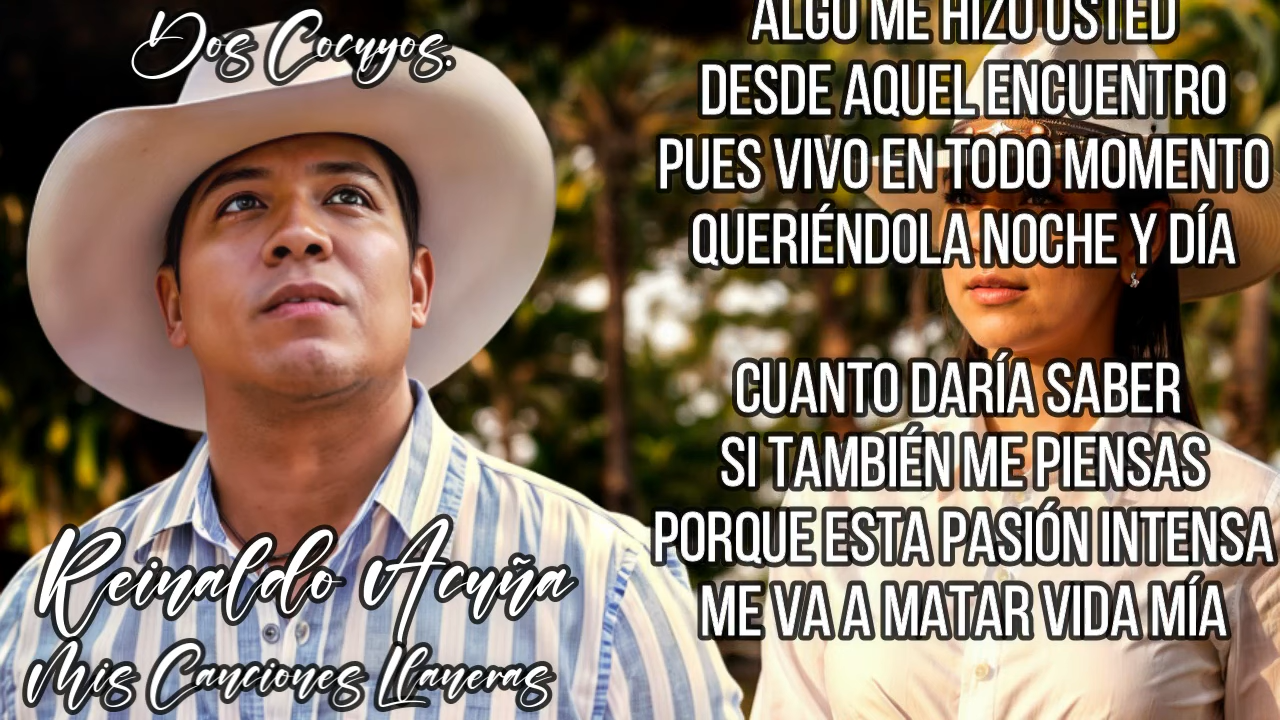 Dos Cocuyos.
Reinaldo Acuña
Mis Canciones Llaneras
ALGO ME HIZO USTED
DESDE AQUEL ENCUENTRO
PUES VIVO EN TODO MOMENTO
QUERIÉNDOLA NOCHE Y DÍA
CUANTO DARÍA SABER
SI TAMBIÉN ME PIENSAS
PORQUE ESTA PASIÓN INTENSA
ME VA A MATAR VIDA MÍA